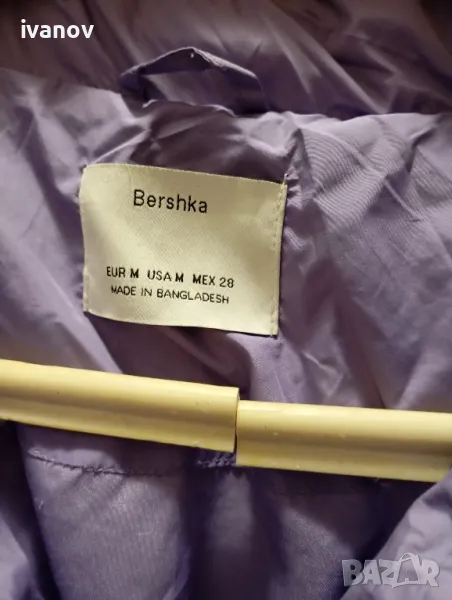 ivanov
Bershka
EUR M USA M MEX 28
MADE IN BANGLADESH
BAZAR